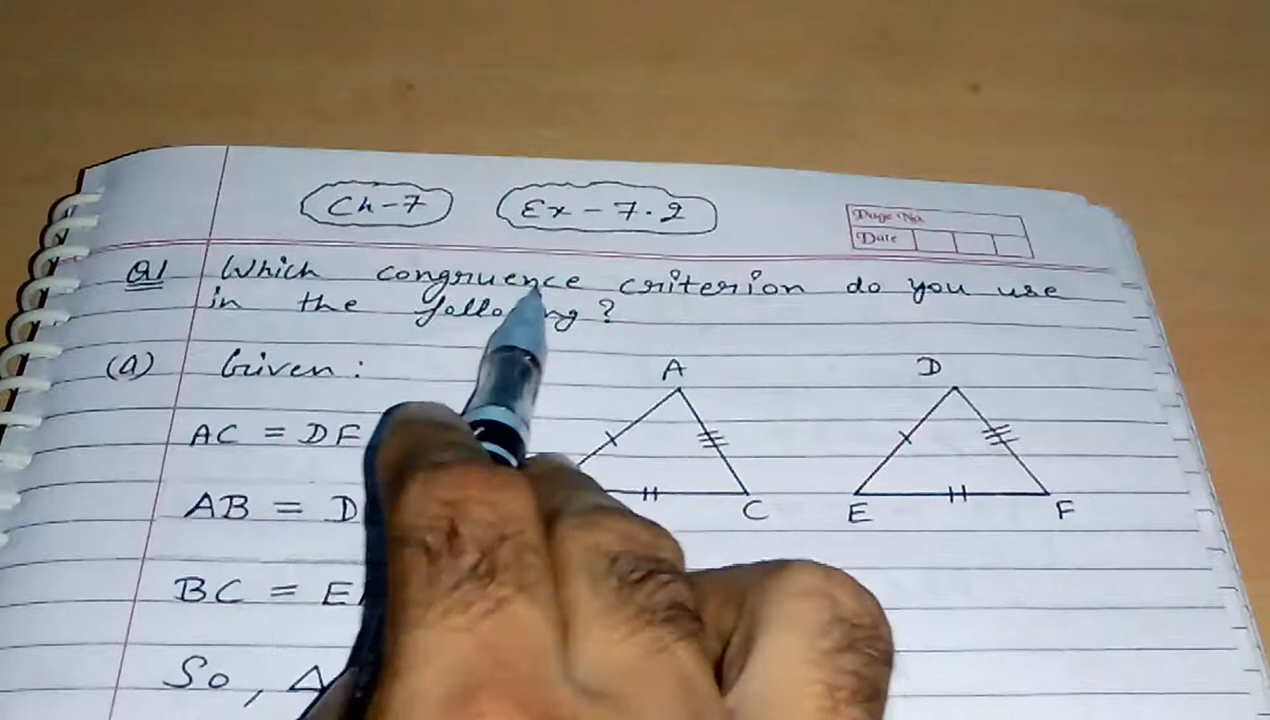 Ch-7 Ex-7.2
Page No.
Date
Q1 Which congruence criterion do you use
in the following?
(a) Given:
A D
AC = DF
AB = D
C E F
BC = E
So, Δ